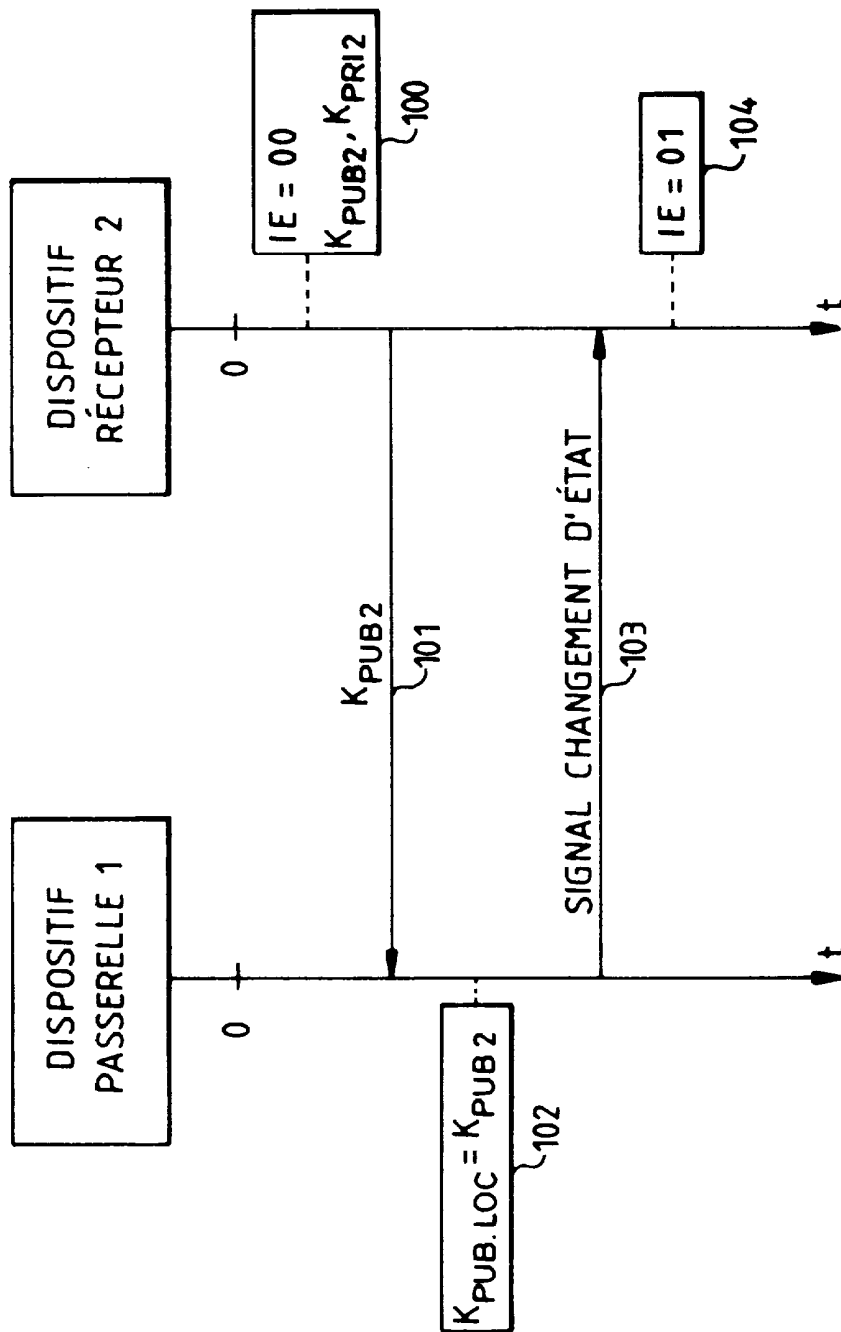 DISPOSITIF
PASSERELLE 1
DISPOSITIF
RÉCEPTEUR 2
0
0
IE = 00
KPUB2, KPRI2
100
KPUB2
101
KPUB.LOC = KPUB2
102
SIGNAL CHANGEMENT D'ÉTAT
103
IE = 01
104
t
t